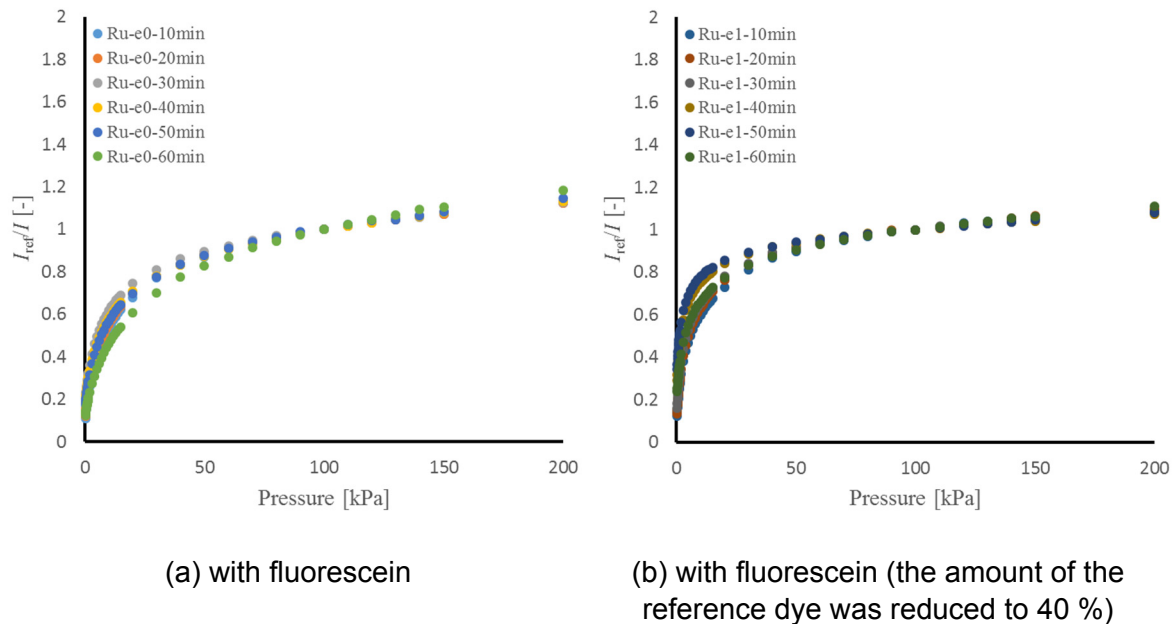 2
1.8
1.6
1.4
1.2
1
0.8
0.6
0.4
0.2
0
I_ref/I [-]
Ru-e0-10min
Ru-e0-20min
Ru-e0-30min
Ru-e0-40min
Ru-e0-50min
Ru-e0-60min
0 50 100 150 200
Pressure [kPa]
(a) with fluorescein
2
1.8
1.6
1.4
1.2
1
0.8
0.6
0.4
0.2
0
I_ref/I [-]
Ru-e1-10min
Ru-e1-20min
Ru-e1-30min
Ru-e1-40min
Ru-e1-50min
Ru-e1-60min
0 50 100 150 200
Pressure [kPa]
(b) with fluorescein (the amount of the
reference dye was reduced to 40 %)